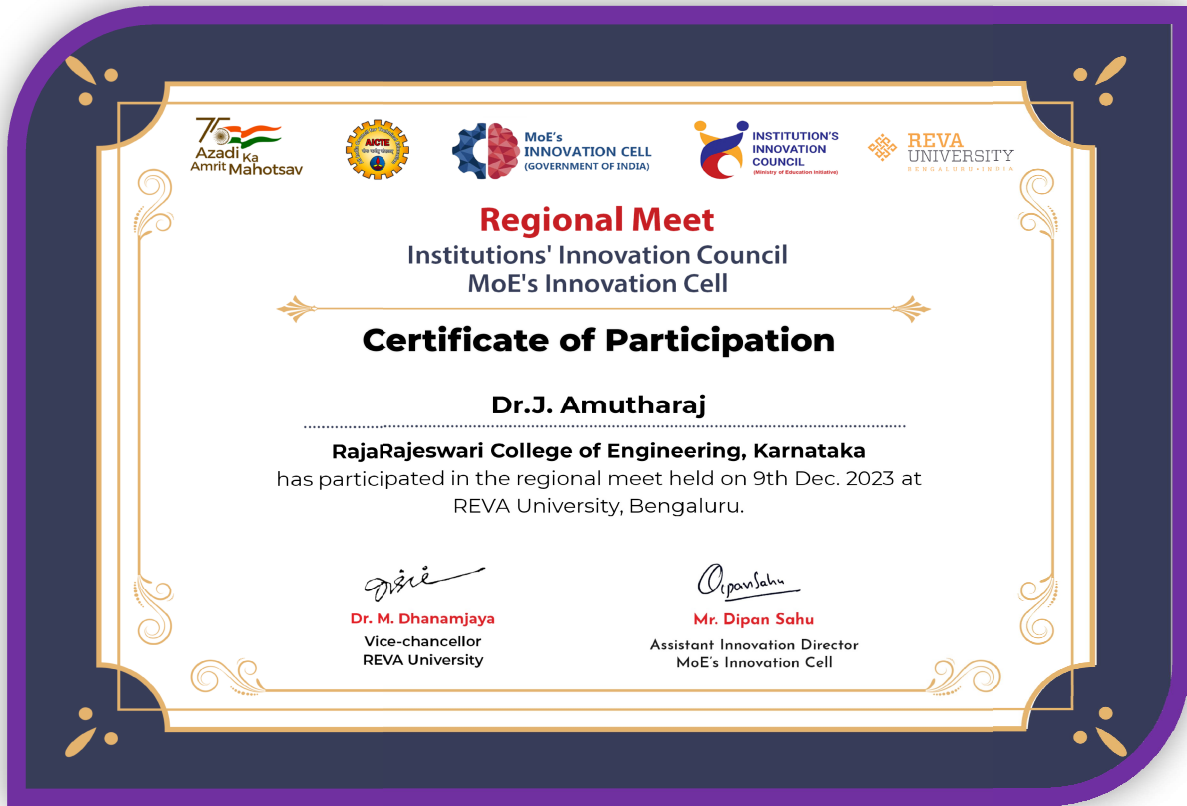 75
Azadi Ka
Amrit Mahotsav
AICTE
MoE's
INNOVATION CELL
(GOVERNMENT OF INDIA)
INSTITUTION'S
INNOVATION
COUNCIL
(Ministry of Education Initiative)
REVA
UNIVERSITY
BENGALURU•INDIA
Regional Meet
Institutions' Innovation Council
MoE's Innovation Cell
Certificate of Participation
Dr.J. Amutharaj
RajaRajeswari College of Engineering, Karnataka
has participated in the regional meet held on 9th Dec. 2023 at
REVA University, Bengaluru.
DipanSahu
Dr. M. Dhanamjaya
Vice-chancellor
REVA University
Mr. Dipan Sahu
Assistant Innovation Director
MoE's Innovation Cell